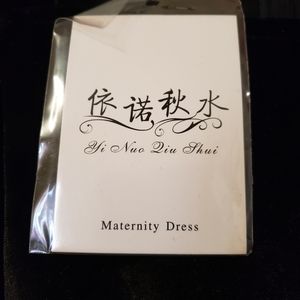 依诺秋水
Yi Nuo Qiu Shui
Maternity Dress